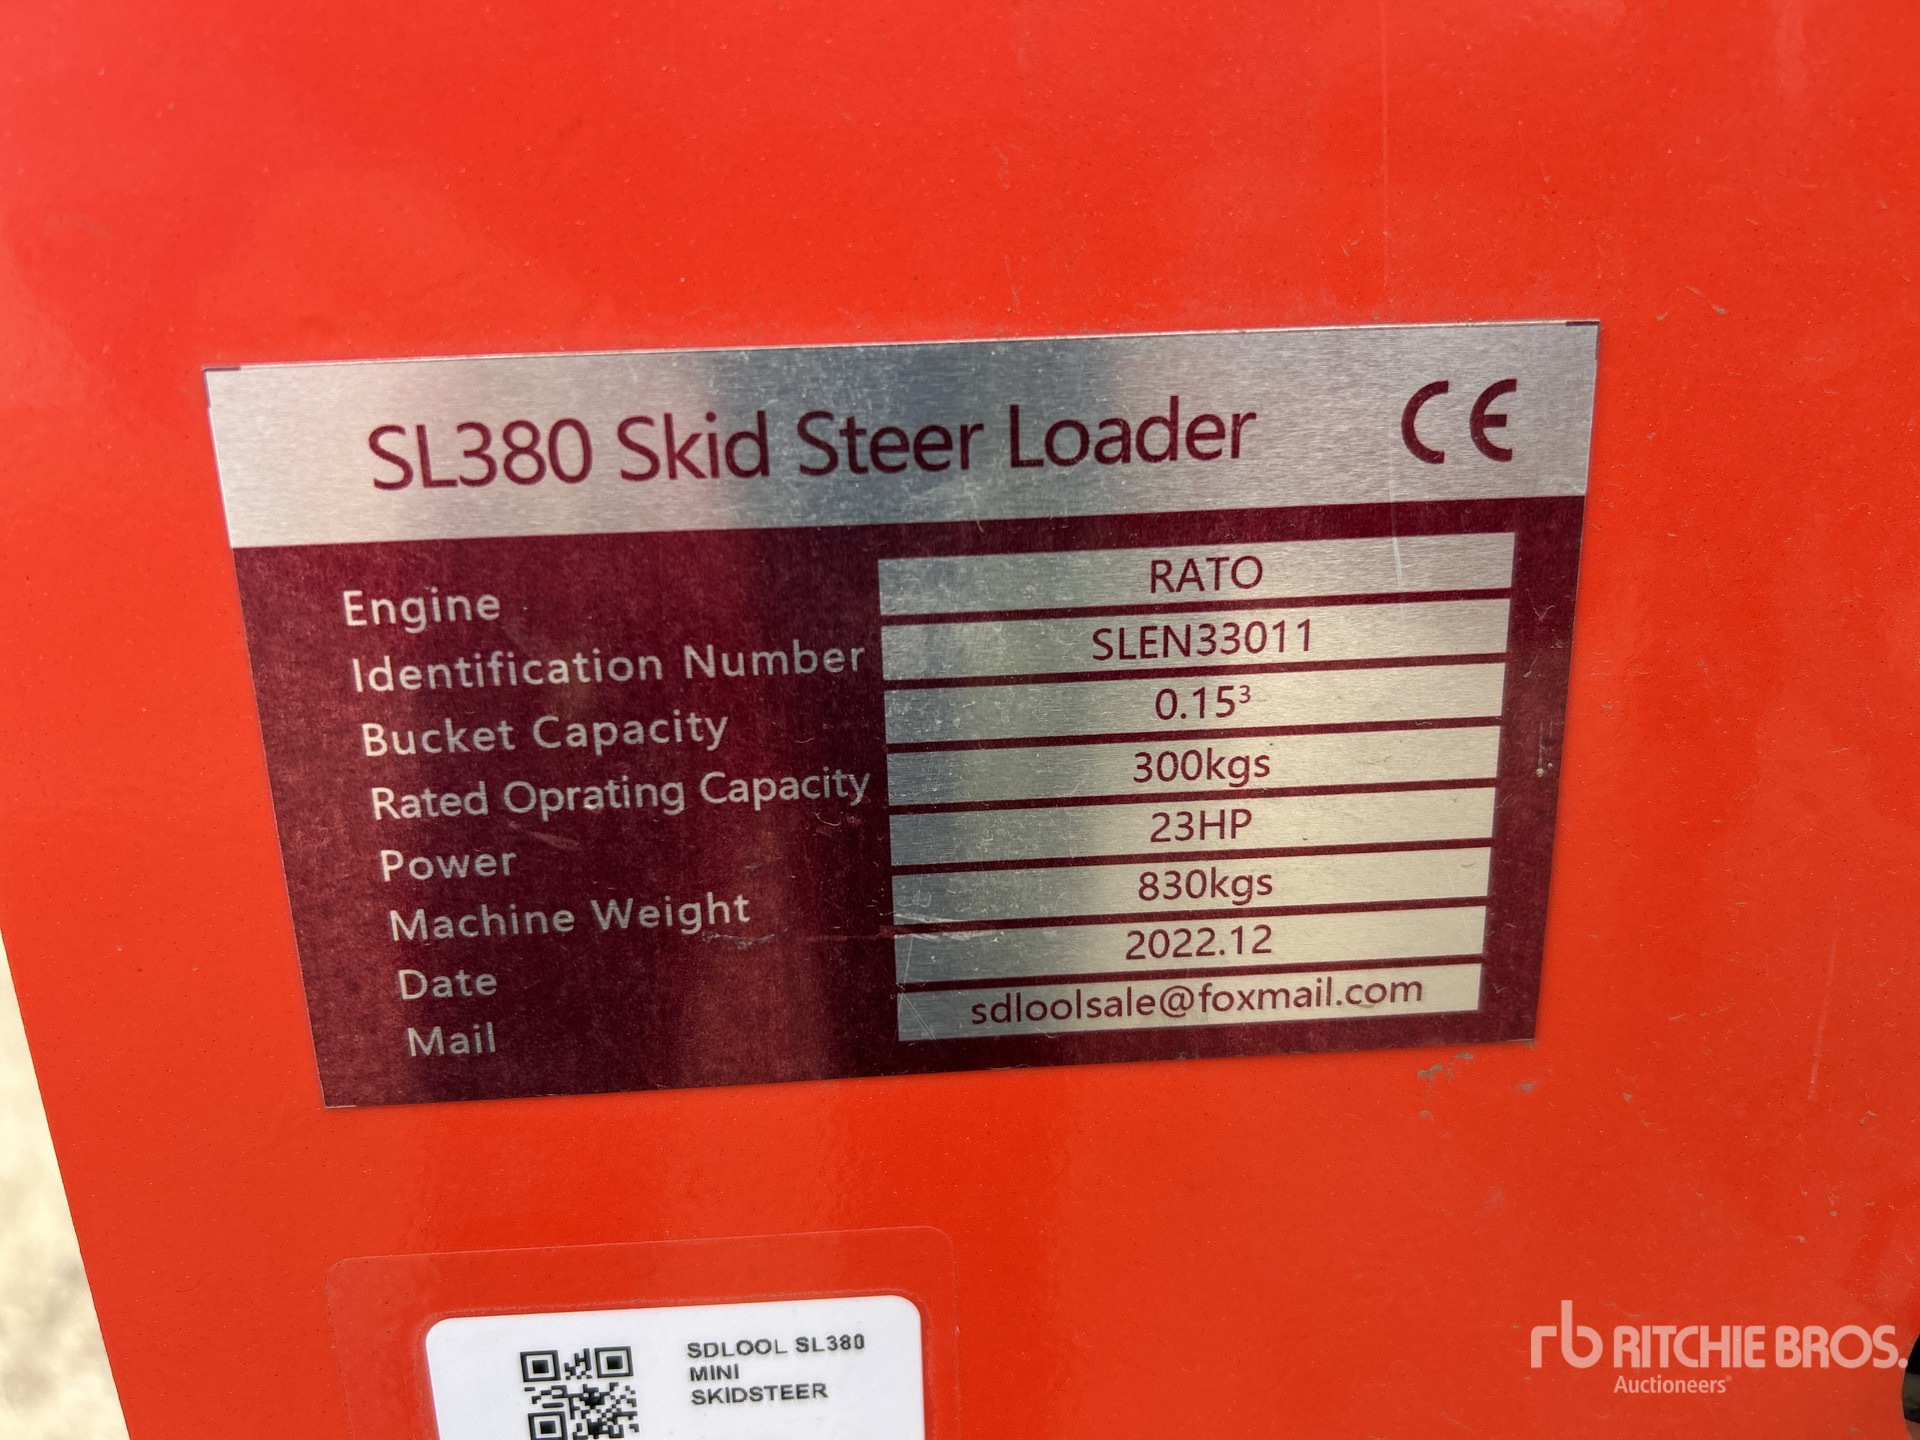 SL380 Skid Steer Loader CE
Engine RATO
Identification Number SLEN33011
Bucket Capacity 0.15³
Rated Oprating Capacity 300kgs
Power 23HP
Machine Weight 830kgs
Date 2022.12
Mail sdloolsale@foxmail.com
SDLOOL SL380
MINI
SKIDSTEER
rb RITCHIE BROS.
Auctioneers